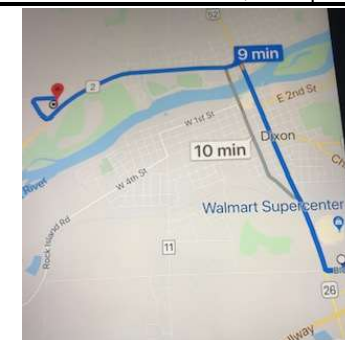 52
9 min
2
E 2nd St
W 1st St
Dixon
10 min
W 4th St
River
Walmart Supercenter
Rock Island Rd
11
26